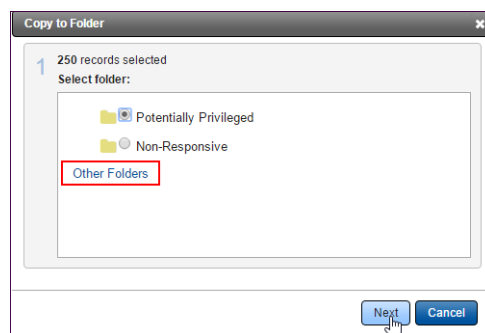 Copy to Folder
1
250 records selected
Select folder:
Potentially Privileged
Non-Responsive
Other Folders
Next Cancel